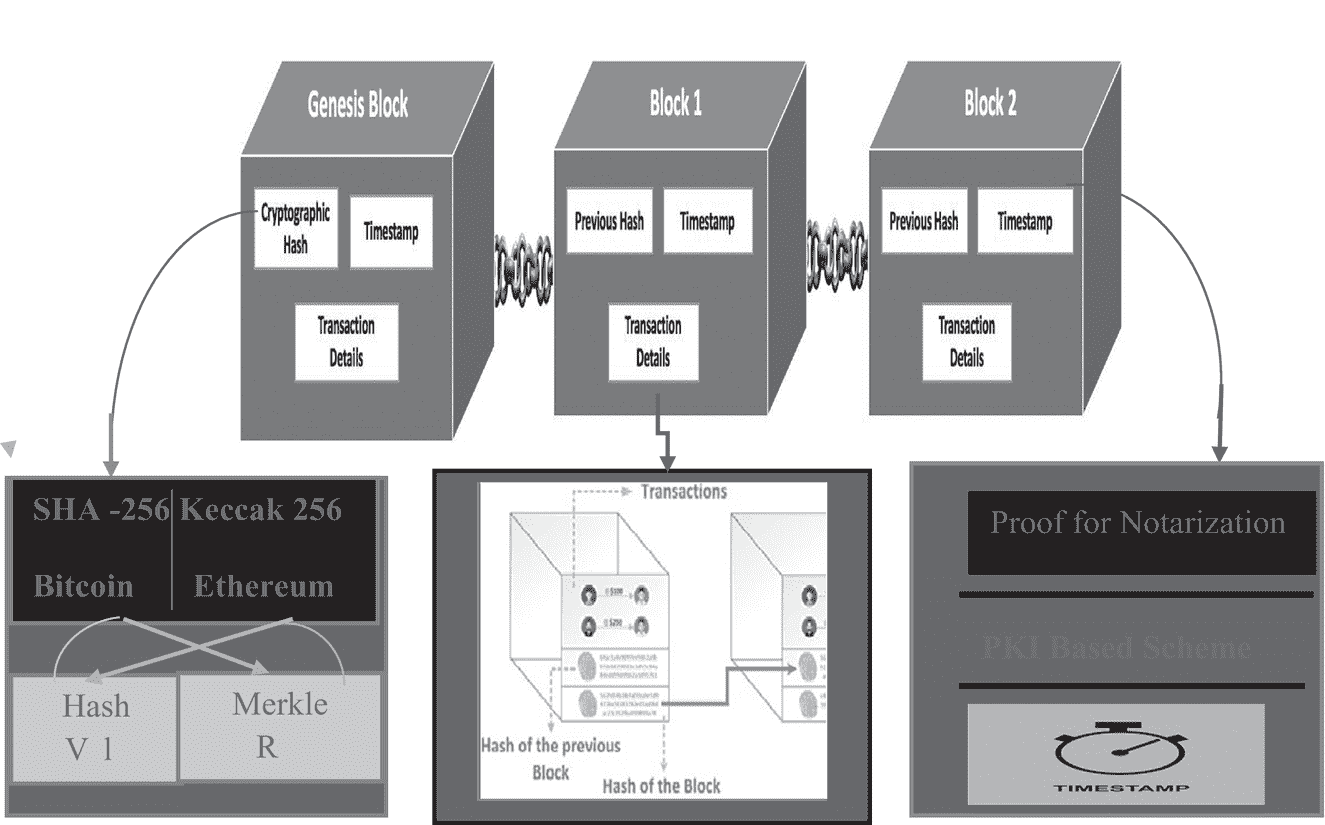 Genesis Block
Block 1
Block 2
Cryptographic
Hash
Timestamp
Transaction
Details
Previous Hash
Timestamp
Transaction
Details
Previous Hash
Timestamp
Transaction
Details
SHA -256
Keccak 256
Bitcoin
Ethereum
Hash
V l
Merkle
R
Transactions
@ $100
@ $200
Hash of the previous
Block
Hash of the Block
Proof for Notarization
PKI Based Scheme
TIMESTAMP